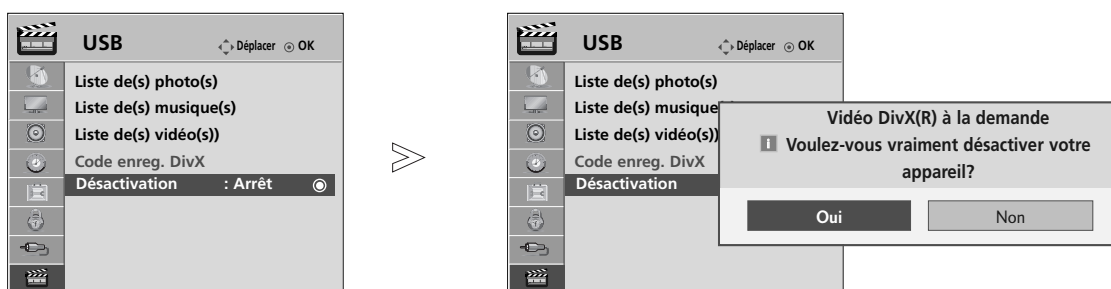 USB Déplacer OK
Liste de(s) photo(s)
Liste de(s) musique(s)
Liste de(s) vidéo(s))
Code enreg. DivX
Désactivation : Arrêt
USB Déplacer OK
Liste de(s) photo(s)
Liste de(s) musique
Liste de(s) vidéo(s))
Code enreg. DivX
Désactivation
Vidéo DivX(R) à la demande
Voulez-vous vraiment désactiver votre
appareil?
Oui Non